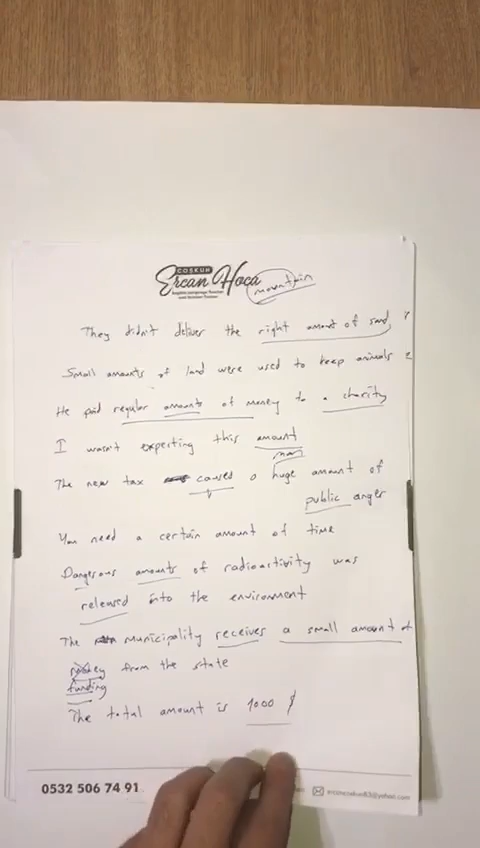 COSKUN
Ercan Hoca
mountain
They didn't deliver the right amount of sand
Small amounts of land were used to keep animals
He paid regular amounts of money to a charity
I wasn't expecting this amount
man
The new tax caused a huge amount of
public anger
You need a certain amount of time
Dangerous amounts of radioactivity was
released into the environment
The municipality receives a small amount of
money from the state
funding
The total amount is 1000 $
0532 506 74 91